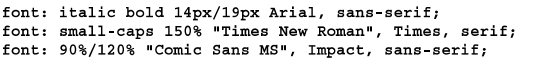 font: italic bold 14px/19px Arial, sans-serif;
font: small-caps 150% "Times New Roman", Times, serif;
font: 90%/120% "Comic Sans MS", Impact, sans-serif;